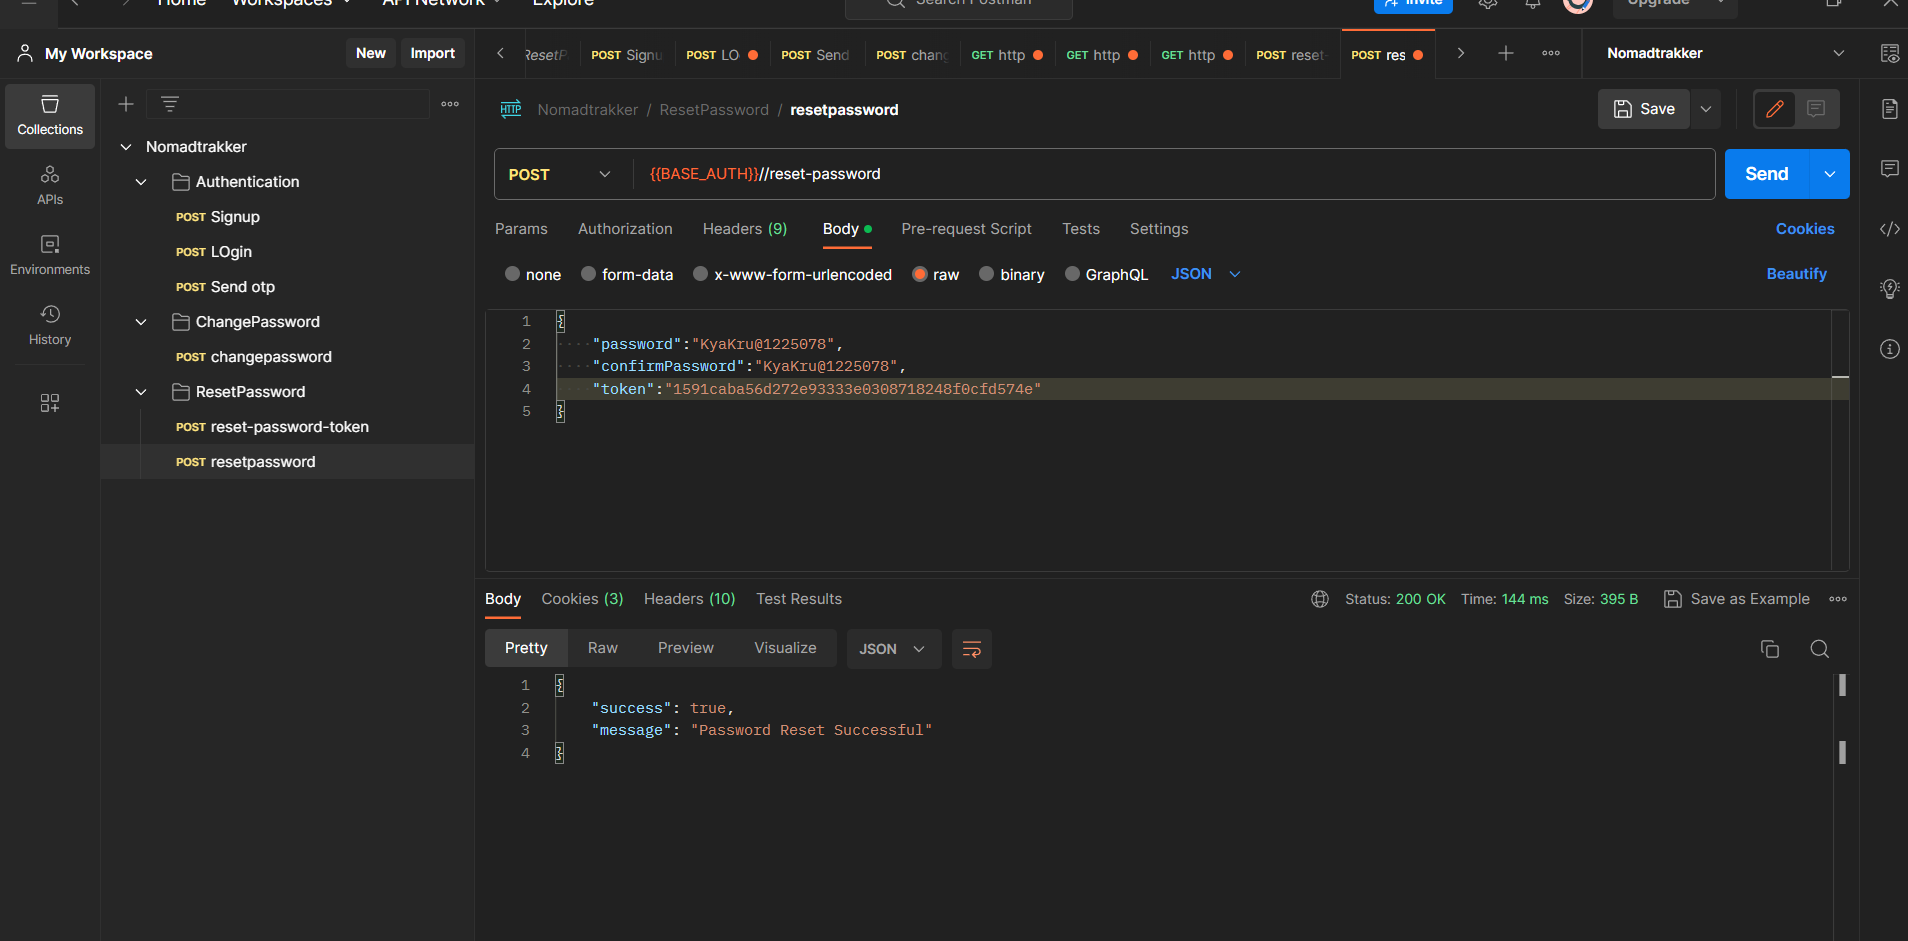 Home Workspaces API Network Explore Search Postman Invite Upgrade
My Workspace New Import
ResetP POST Signu POST LO POST Send POST chang GET http GET http GET http POST reset- POST res Nomadtrakker
Collections
APIs
Environments
History
Nomadtrakker
Authentication
POST Signup
POST LOgin
POST Send otp
ChangePassword
POST changepassword
ResetPassword
POST reset-password-token
POST resetpassword
HTTP Nomadtrakker / ResetPassword / resetpassword Save
POST {{BASE_AUTH}}//reset-password Send
Params Authorization Headers (9) Body Pre-request Script Tests Settings Cookies
none form-data x-www-form-urlencoded raw binary GraphQL JSON Beautify
1 {
2 "password":"KyaKru@1225078",
3 "confirmPassword":"KyaKru@1225078",
4 "token":"1591caba56d272e93333e0308718248f0cfd574e"
5 }
Body Cookies (3) Headers (10) Test Results Status: 200 OK Time: 144 ms Size: 395 B Save as Example
Pretty Raw Preview Visualize JSON
1 {
2 "success": true,
3 "message": "Password Reset Successful"
4 }